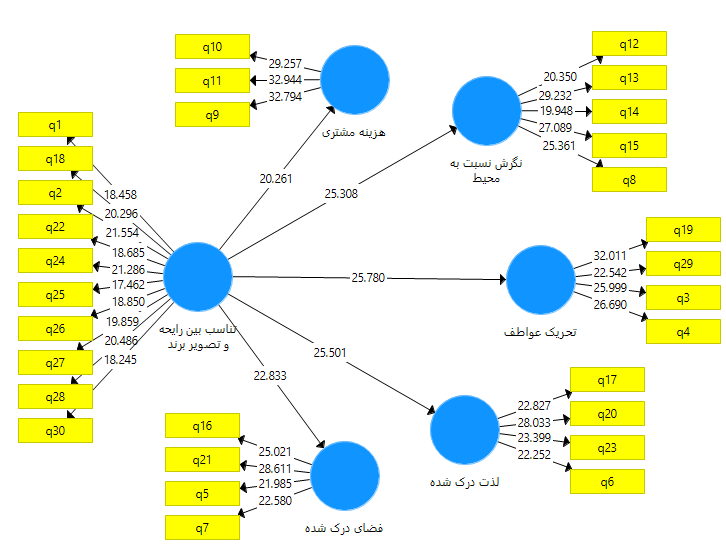 q10
q11
q9
29.257
32.944
32.794
هزینه مشتری
q12
q13
q14
q15
q8
20.350
29.232
19.948
27.089
25.361
نگرش نسبت به
محیط
q1
q18
q2
q22
q24
q25
q26
q27
q28
q30
18.458
20.296
21.554
18.685
21.286
17.462
18.850
19.859
20.486
18.245
تناسب بین رایحه
و تصویر برند
20.261
25.308
25.780
25.501
22.833
q19
q29
q3
q4
32.011
22.542
25.999
26.690
تحریک عواطف
q17
q20
q23
q6
22.827
28.033
23.399
22.252
لذت درک شده
q16
q21
q5
q7
25.021
28.611
21.985
22.580
فضای درک شده